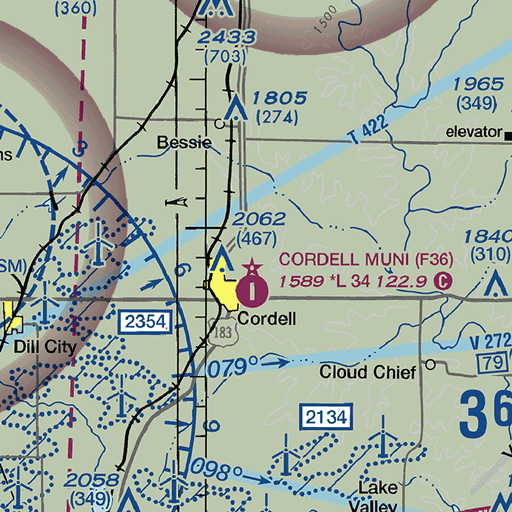 (360)
2433
(703)
1500
1965
(349)
1805
(274)
T 422
elevator
Bessie
ns
9
2062
(467)
1840
(310)
SM)
6
CORDELL MUNI (F36)
1589 *L 34 122.9 C
2354
Cordell
183
Dill City
V 272
79
079°
Cloud Chief
36
2134
9
098°
2058
(349)
Lake
Valley